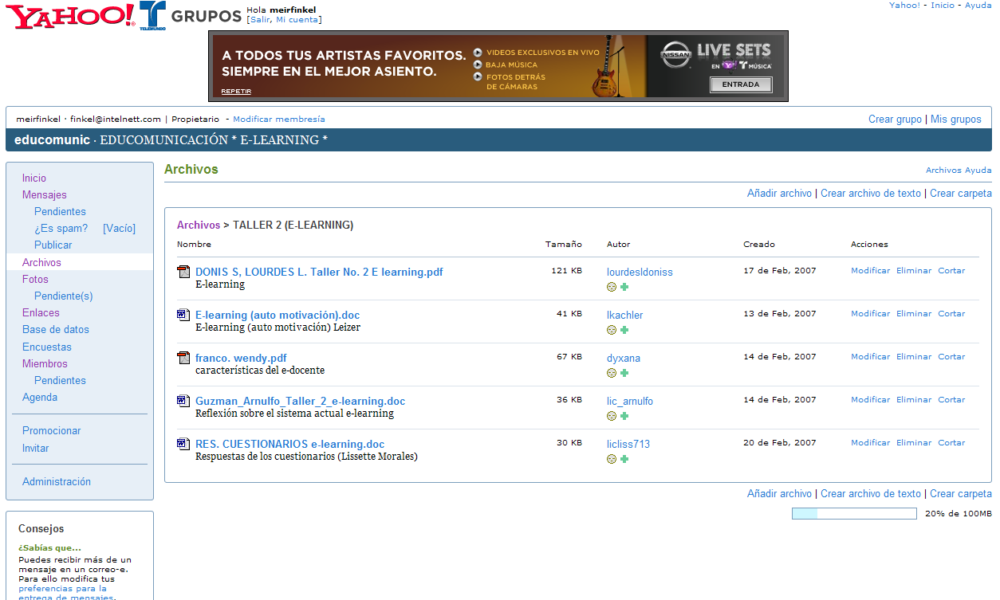 YAHOO! TELEMUNDO GRUPOS
Hola meirfinkel
[Salir, Mi cuenta]
Yahoo! - Inicio - Ayuda
A TODOS TUS ARTISTAS FAVORITOS.
SIEMPRE EN EL MEJOR ASIENTO.
REPETIR
VIDEOS EXCLUSIVOS EN VIVO
BAJA MÚSICA
FOTOS DETRÁS
DE CÁMARAS
NISSAN
LIVE SETS
EN Y! T MÚSICA
ENTRADA
meirfinkel · finkel@intelnett.com | Propietario - Modificar membresía
Crear grupo | Mis grupos
educomunic · EDUCOMUNICACIÓN * E-LEARNING *
Inicio
Mensajes
Pendientes
¿Es spam? [Vacío]
Publicar
Archivos
Fotos
Pendiente(s)
Enlaces
Base de datos
Encuestas
Miembros
Pendientes
Agenda
Promocionar
Invitar
Administración
Consejos
¿Sabías que...
Puedes recibir más de un
mensaje en un correo-e.
Para ello modifica tus
preferencias para la
entrega de mensajes.
Archivos
Archivos Ayuda
Añadir archivo | Crear archivo de texto | Crear carpeta
Archivos > TALLER 2 (E-LEARNING)
Nombre Tamaño Autor Creado Acciones
DONIS S, LOURDES L. Taller No. 2 E learning.pdf 121 KB lourdesldoniss 17 de Feb, 2007 Modificar Eliminar Cortar
E-learning
E-learning (auto motivación).doc 41 KB lkachler 13 de Feb, 2007 Modificar Eliminar Cortar
E-learning (auto motivación) Leizer
franco. wendy.pdf 67 KB dyxana 14 de Feb, 2007 Modificar Eliminar Cortar
características del e-docente
Guzman_Arnulfo_Taller_2_e-learning.doc 36 KB lic_arnulfo 14 de Feb, 2007 Modificar Eliminar Cortar
Reflexión sobre el sistema actual e-learning
RES. CUESTIONARIOS e-learning.doc 30 KB licliss713 20 de Feb, 2007 Modificar Eliminar Cortar
Respuestas de los cuestionarios (Lissette Morales)
Añadir archivo | Crear archivo de texto | Crear carpeta
20% de 100MB